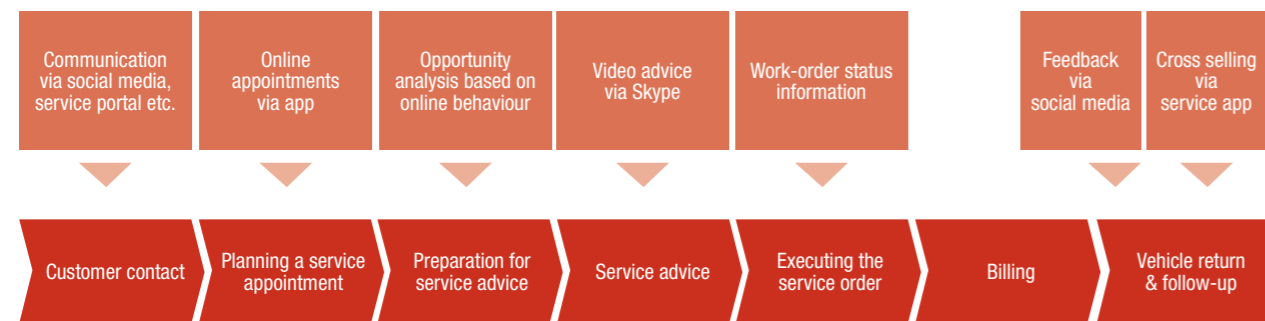 Communication
via social media,
service portal etc.
Online
appointments
via app
Opportunity
analysis based on
online behaviour
Video advice
via Skype
Work-order status
information
Feedback
via
social media
Cross selling
via
service app
Customer contact
Planning a service
appointment
Preparation for
service advice
Service advice
Executing the
service order
Billing
Vehicle return
& follow-up